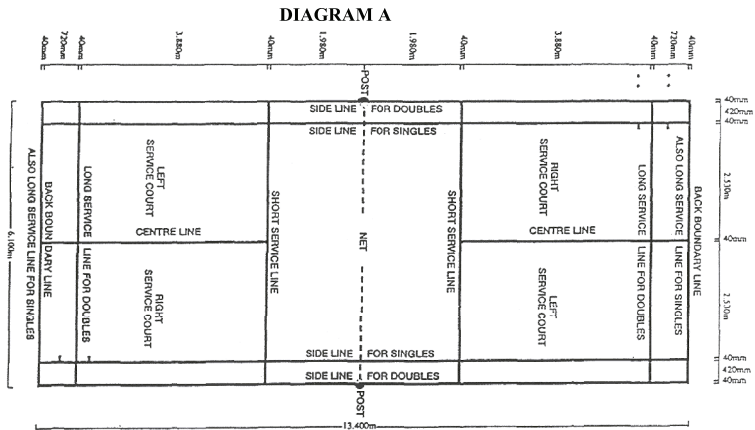 DIAGRAM A
40mm
720mm
40mm
3.880m
40mm
1.980m
1.980m
40mm
3.880m
40mm
720mm
40mm
POST
SIDE LINE FOR DOUBLES
SIDE LINE FOR SINGLES
40mm
420mm
40mm
2.530m
40mm
2.530m
40mm
420mm
40mm
6.100m
ALSO LONG SERVICE LINE FOR SINGLES
BACK BOUNDARY LINE
LONG SERVICE LINE FOR DOUBLES
LEFT
SERVICE COURT
CENTRE LINE
RIGHT
SERVICE COURT
SHORT SERVICE LINE
NET
SHORT SERVICE LINE
RIGHT
SERVICE COURT
CENTRE LINE
LEFT
SERVICE COURT
LONG SERVICE LINE FOR DOUBLES
ALSO LONG SERVICE LINE FOR SINGLES
BACK BOUNDARY LINE
SIDE LINE FOR SINGLES
SIDE LINE FOR DOUBLES
POST
13.400m